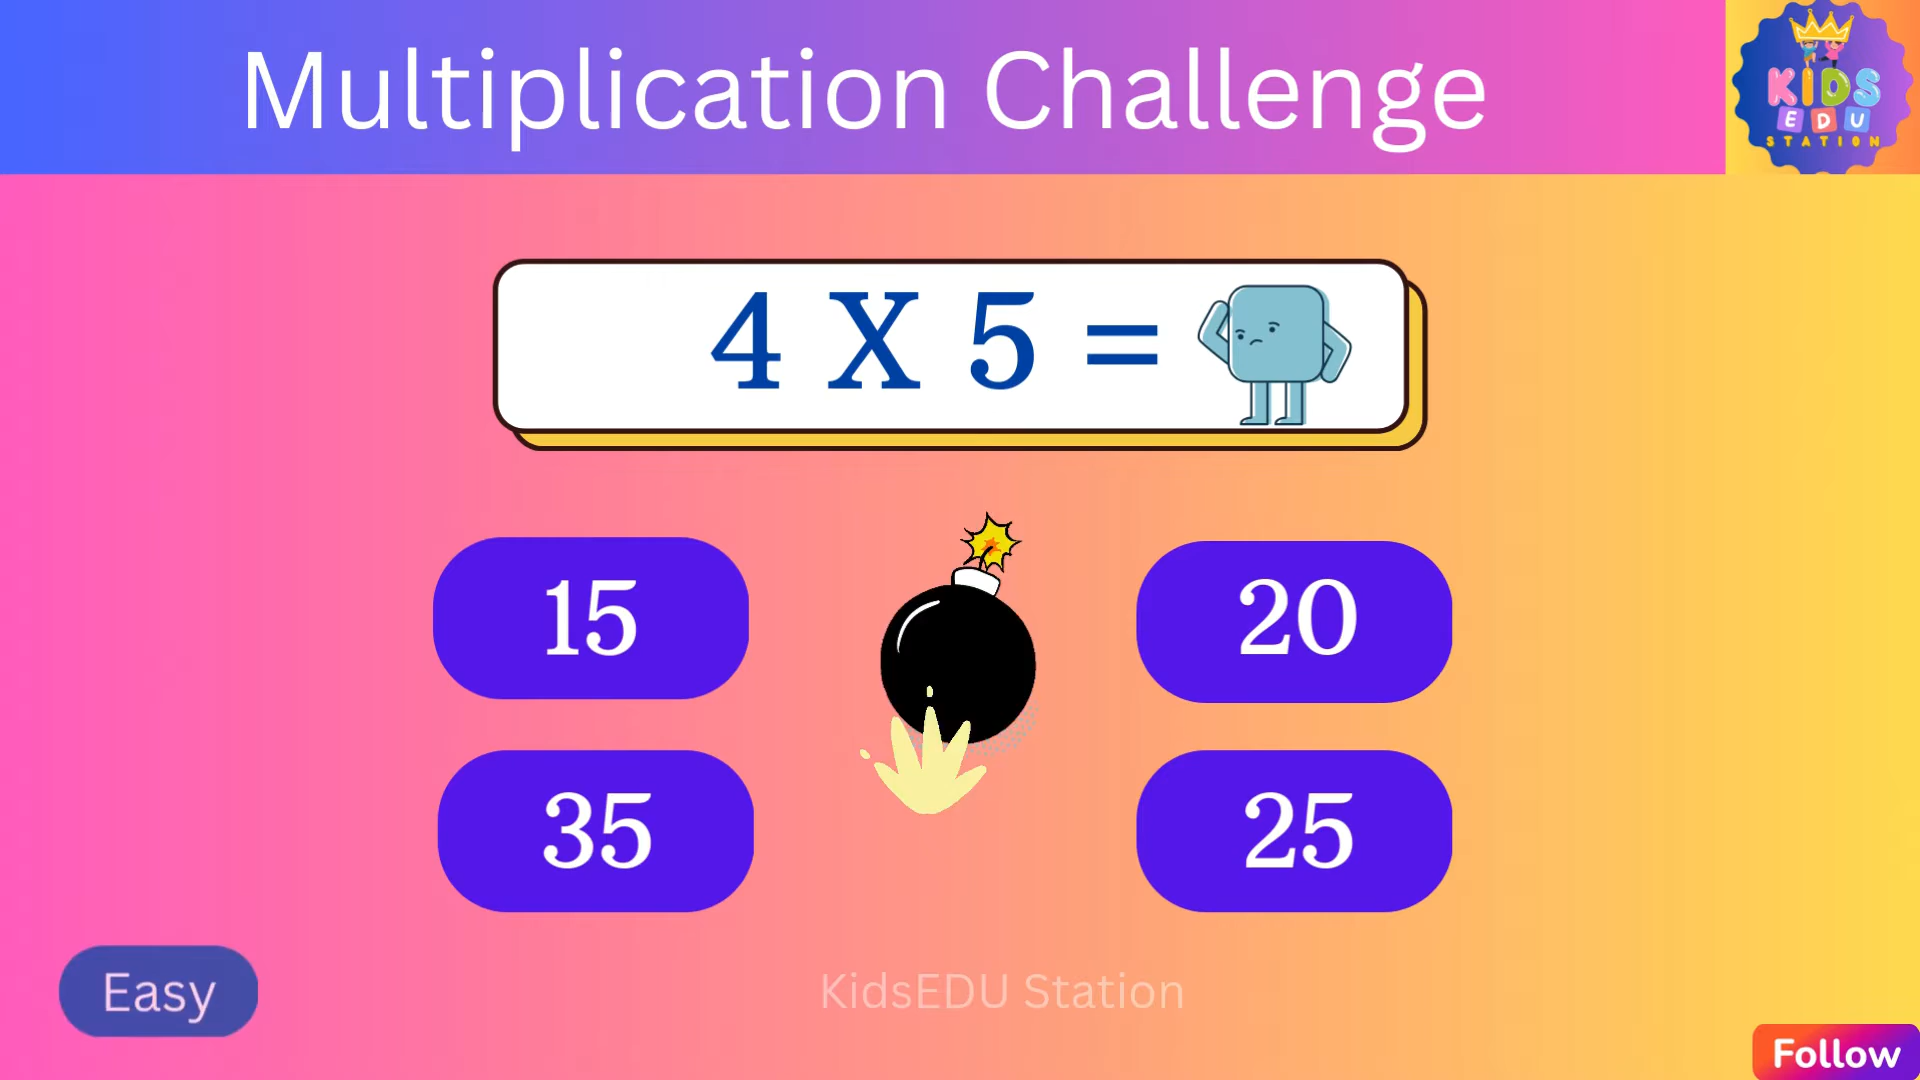 Multiplication Challenge
KIDS
EDU
STATION
4 X 5 =
15
20
35
25
Easy
KidsEDU Station
Follow